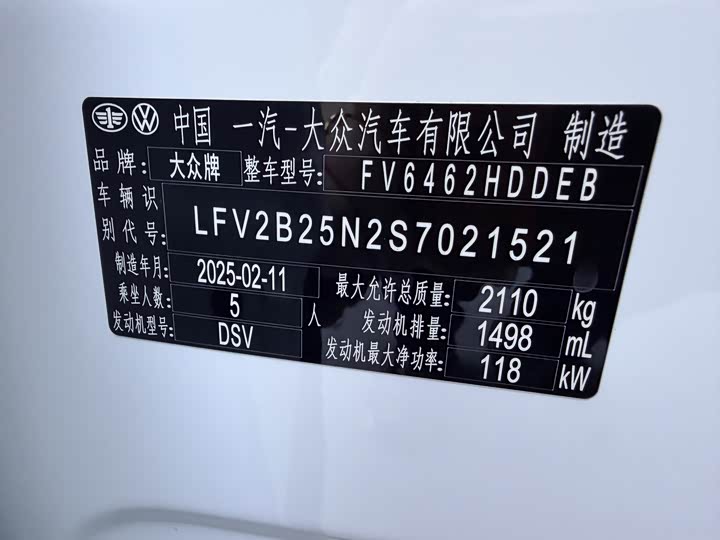 中国 一汽-大众汽车有限公司 制造
品牌: 大众牌 整车型号: FV6462HDDEB
车辆识别代号: LFV2B25N2S7021521
制造年月: 2025-02-11 最大允许总质量: 2110 kg
乘坐人数: 5 人 发动机排量: 1498 mL
发动机型号: DSV 发动机最大净功率: 118 kW